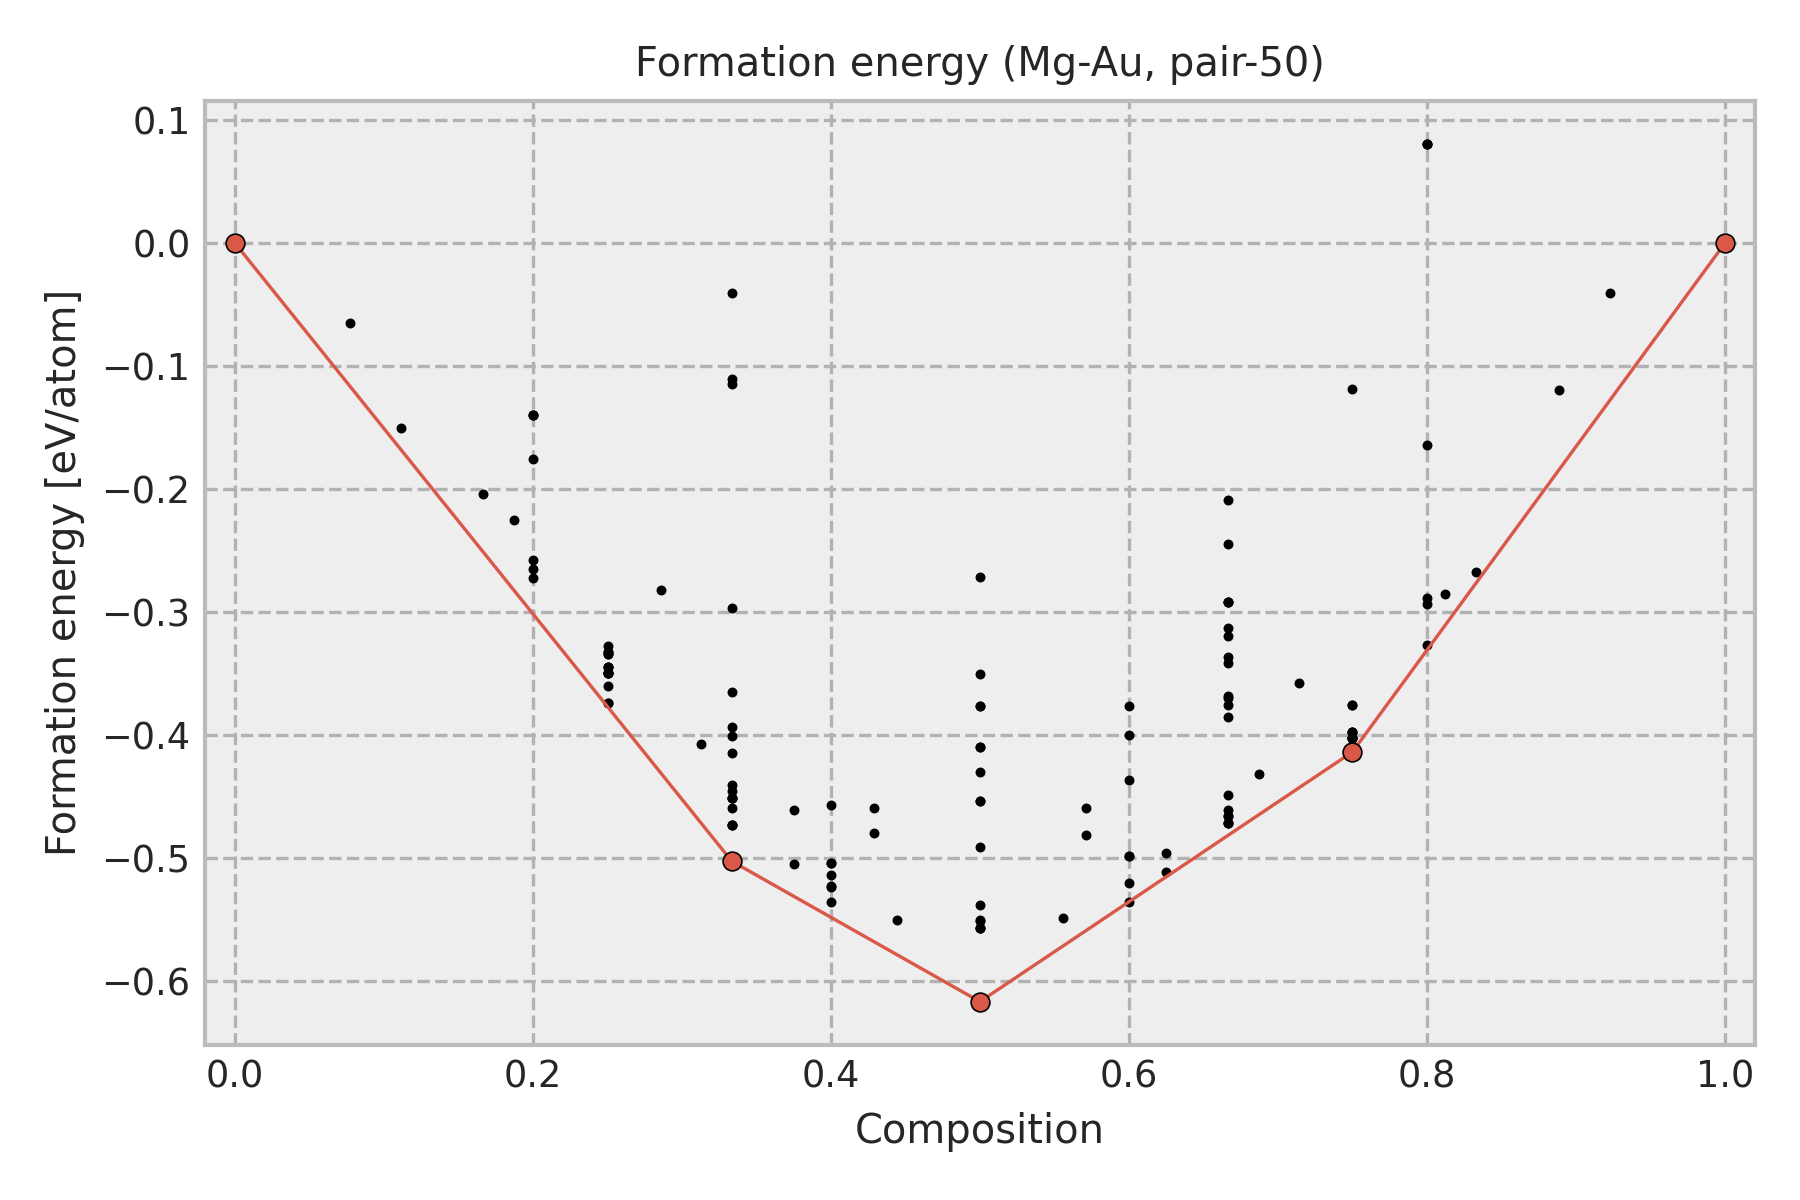 Formation energy (Mg-Au, pair-50)
0.1
0.0
−0.1
−0.2
−0.3
−0.4
−0.5
−0.6
Formation energy [eV/atom]
0.0 0.2 0.4 0.6 0.8 1.0
Composition